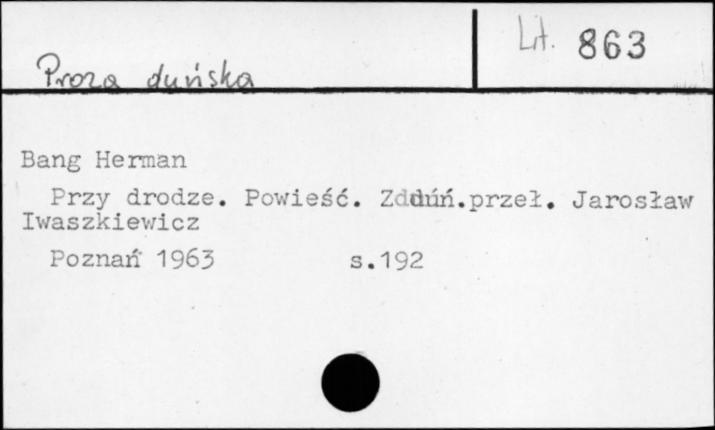 Lit. 863
Proza duńska
Bang Herman
Przy drodze. Powieść. Z duń.przeł. Jarosław
Iwaszkiewicz
Poznań 1963 s.192